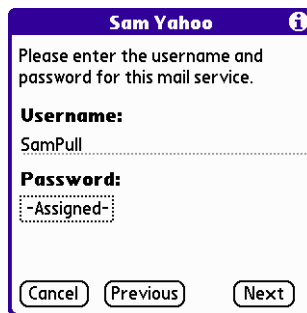 Sam Yahoo
Please enter the username and
password for this mail service.
Username:
SamPull
Password:
-Assigned-
Cancel Previous Next